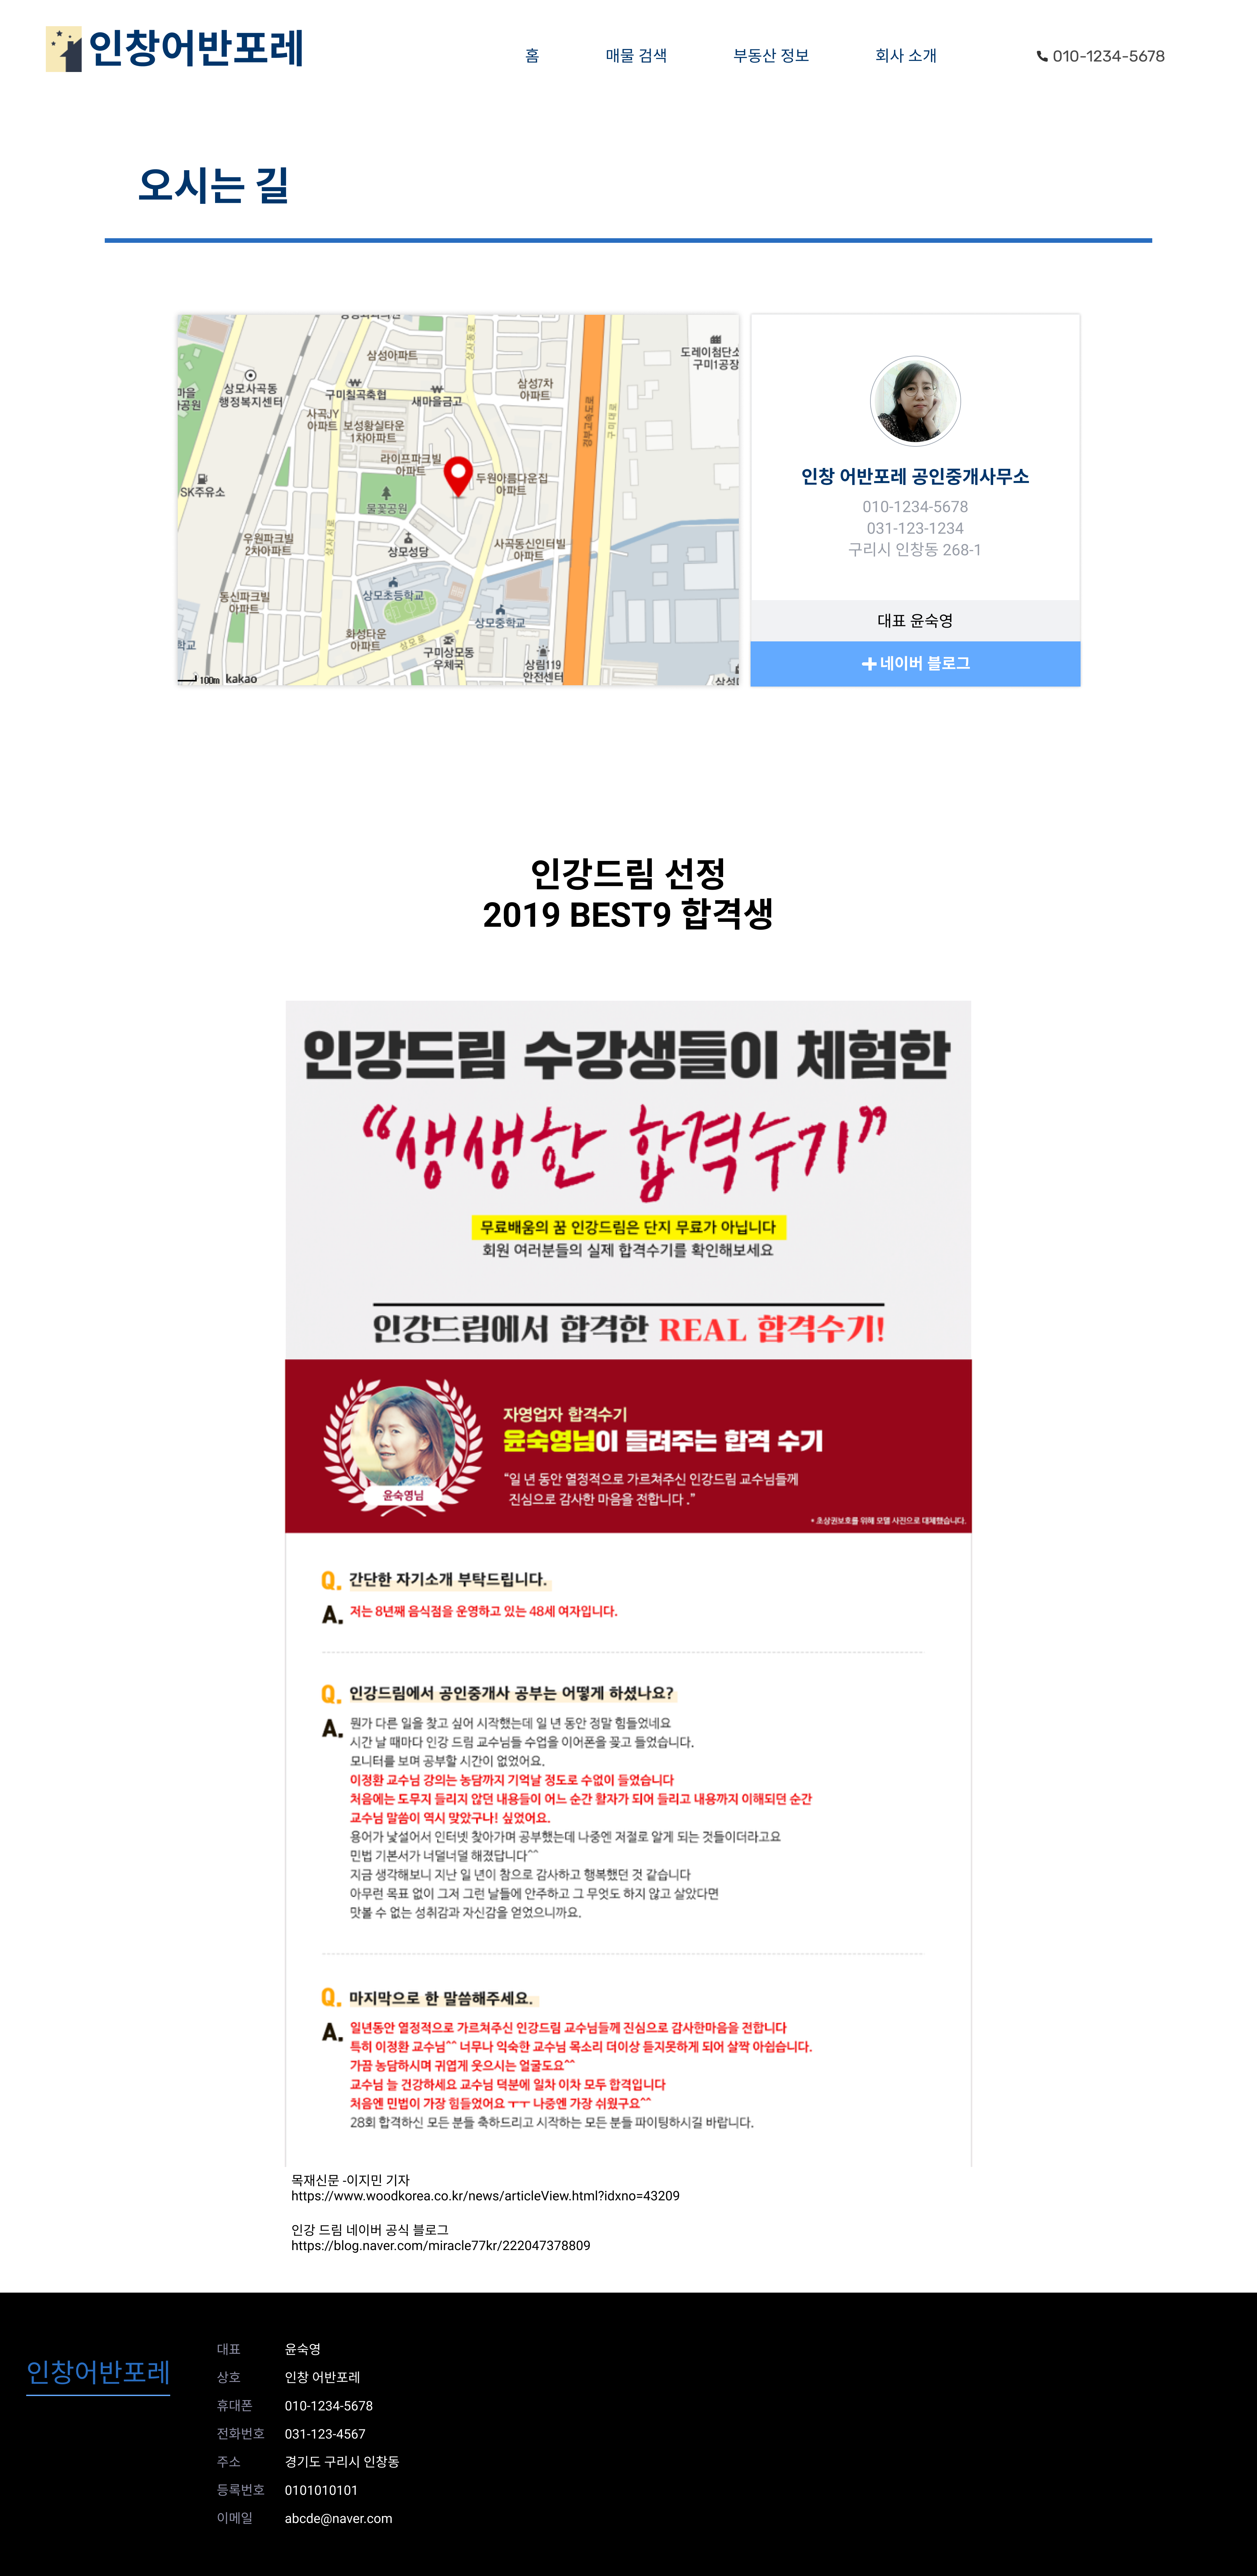 인창어반포레
홈
매물 검색
부동산 정보
회사 소개
010-1234-5678
오시는 길
삼성아파트
도레이첨단소
구미1공장
마을
공원
상모사곡동
행정복지센터
구미칠곡축협
새마을금고
삼성7차
아파트
사곡JY
아파트
보성황실타운
1차아파트
경부고속도로
구미대로
라이프파크빌
아파트
두원아름다운집
아파트
SK주유소
불꽃공원
우원파크빌
2차아파트
상사서로
상모성당
사곡동신인터빌
아파트
동신파크빌
아파트
상모초등학교
상모중학교
학교
화성타운
아파트
상모로
구미상모동
우체국
상림119
안전센터
100m
kakao
인창 어반포레 공인중개사무소
010-1234-5678
031-123-1234
구리시 인창동 268-1
대표 윤숙영
네이버 블로그
인강드림 선정
2019 BEST9 합격생
인강드림 수강생들이 체험한
“생생한 합격수기”
무료배움의 꿈 인강드림은 단지 무료가 아닙니다
회원 여러분들의 실제 합격수기를 확인해보세요
인강드림에서 합격한 REAL 합격수기!
자영업자 합격수기
윤숙영님이 들려주는 합격 수기
“일 년 동안 열정적으로 가르쳐주신 인강드림 교수님들께
진심으로 감사한 마음을 전합니다 .”
윤숙영님
* 초상권보호를 위해 모델 사진으로 대체했습니다.
Q. 간단한 자기소개 부탁드립니다.
A. 저는 8년째 음식점을 운영하고 있는 48세 여자입니다.
Q. 인강드림에서 공인중개사 공부는 어떻게 하셨나요?
A. 뭔가 다른 일을 찾고 싶어 시작했는데 일 년 동안 정말 힘들었네요
시간 날 때마다 인강 드림 교수님들 수업을 이어폰을 꽂고 들었습니다.
모니터를 보며 공부할 시간이 없었어요.
이정환 교수님 강의는 농담까지 기억날 정도로 수없이 들었습니다
처음에는 도무지 들리지 않던 내용들이 어느 순간 활자가 되어 들리고 내용까지 이해되던 순간
교수님 말씀이 역시 맞았구나! 싶었어요.
용어가 낯설어서 인터넷 찾아가며 공부했는데 나중엔 저절로 알게 되는 것들이더라고요
민법 기본서가 너덜너덜 해졌답니다^^
지금 생각해보니 지난 일 년이 참으로 감사하고 행복했던 것 같습니다
아무런 목표 없이 그저 그런 날들에 안주하고 그 무엇도 하지 않고 살았다면
맛볼 수 없는 성취감과 자신감을 얻었으니까요.
Q. 마지막으로 한 말씀해주세요.
A. 일년동안 열정적으로 가르쳐주신 인강드림 교수님들께 진심으로 감사한마음을 전합니다
특히 이정환 교수님^^ 너무나 익숙한 교수님 목소리 더이상 듣지못하게 되어 살짝 아쉽습니다.
가끔 농담하시며 귀엽게 웃으시는 얼굴도요^^
교수님 늘 건강하세요 교수님 덕분에 일차 이차 모두 합격입니다
처음엔 민법이 가장 힘들었어요 ㅜㅜ 나중엔 가장 쉬웠구요^^
28회 합격하신 모든 분들 축하드리고 시작하는 모든 분들 파이팅하시길 바랍니다.
목재신문 -이지민 기자
https://www.woodkorea.co.kr/news/articleView.html?idxno=43209
인강 드림 네이버 공식 블로그
https://blog.naver.com/miracle77kr/222047378809
인창어반포레
대표 윤숙영
상호 인창 어반포레
휴대폰 010-1234-5678
전화번호 031-123-4567
주소 경기도 구리시 인창동
등록번호 0101010101
이메일 abcde@naver.com